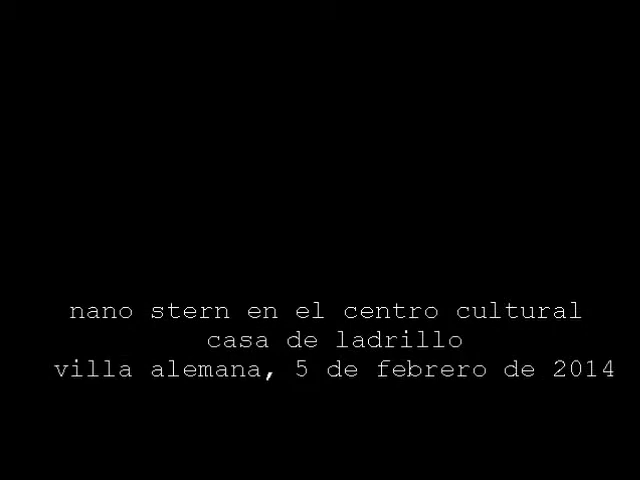 nano stern en el centro cultural
casa de ladrillo
villa alemana, 5 de febrero de 2014